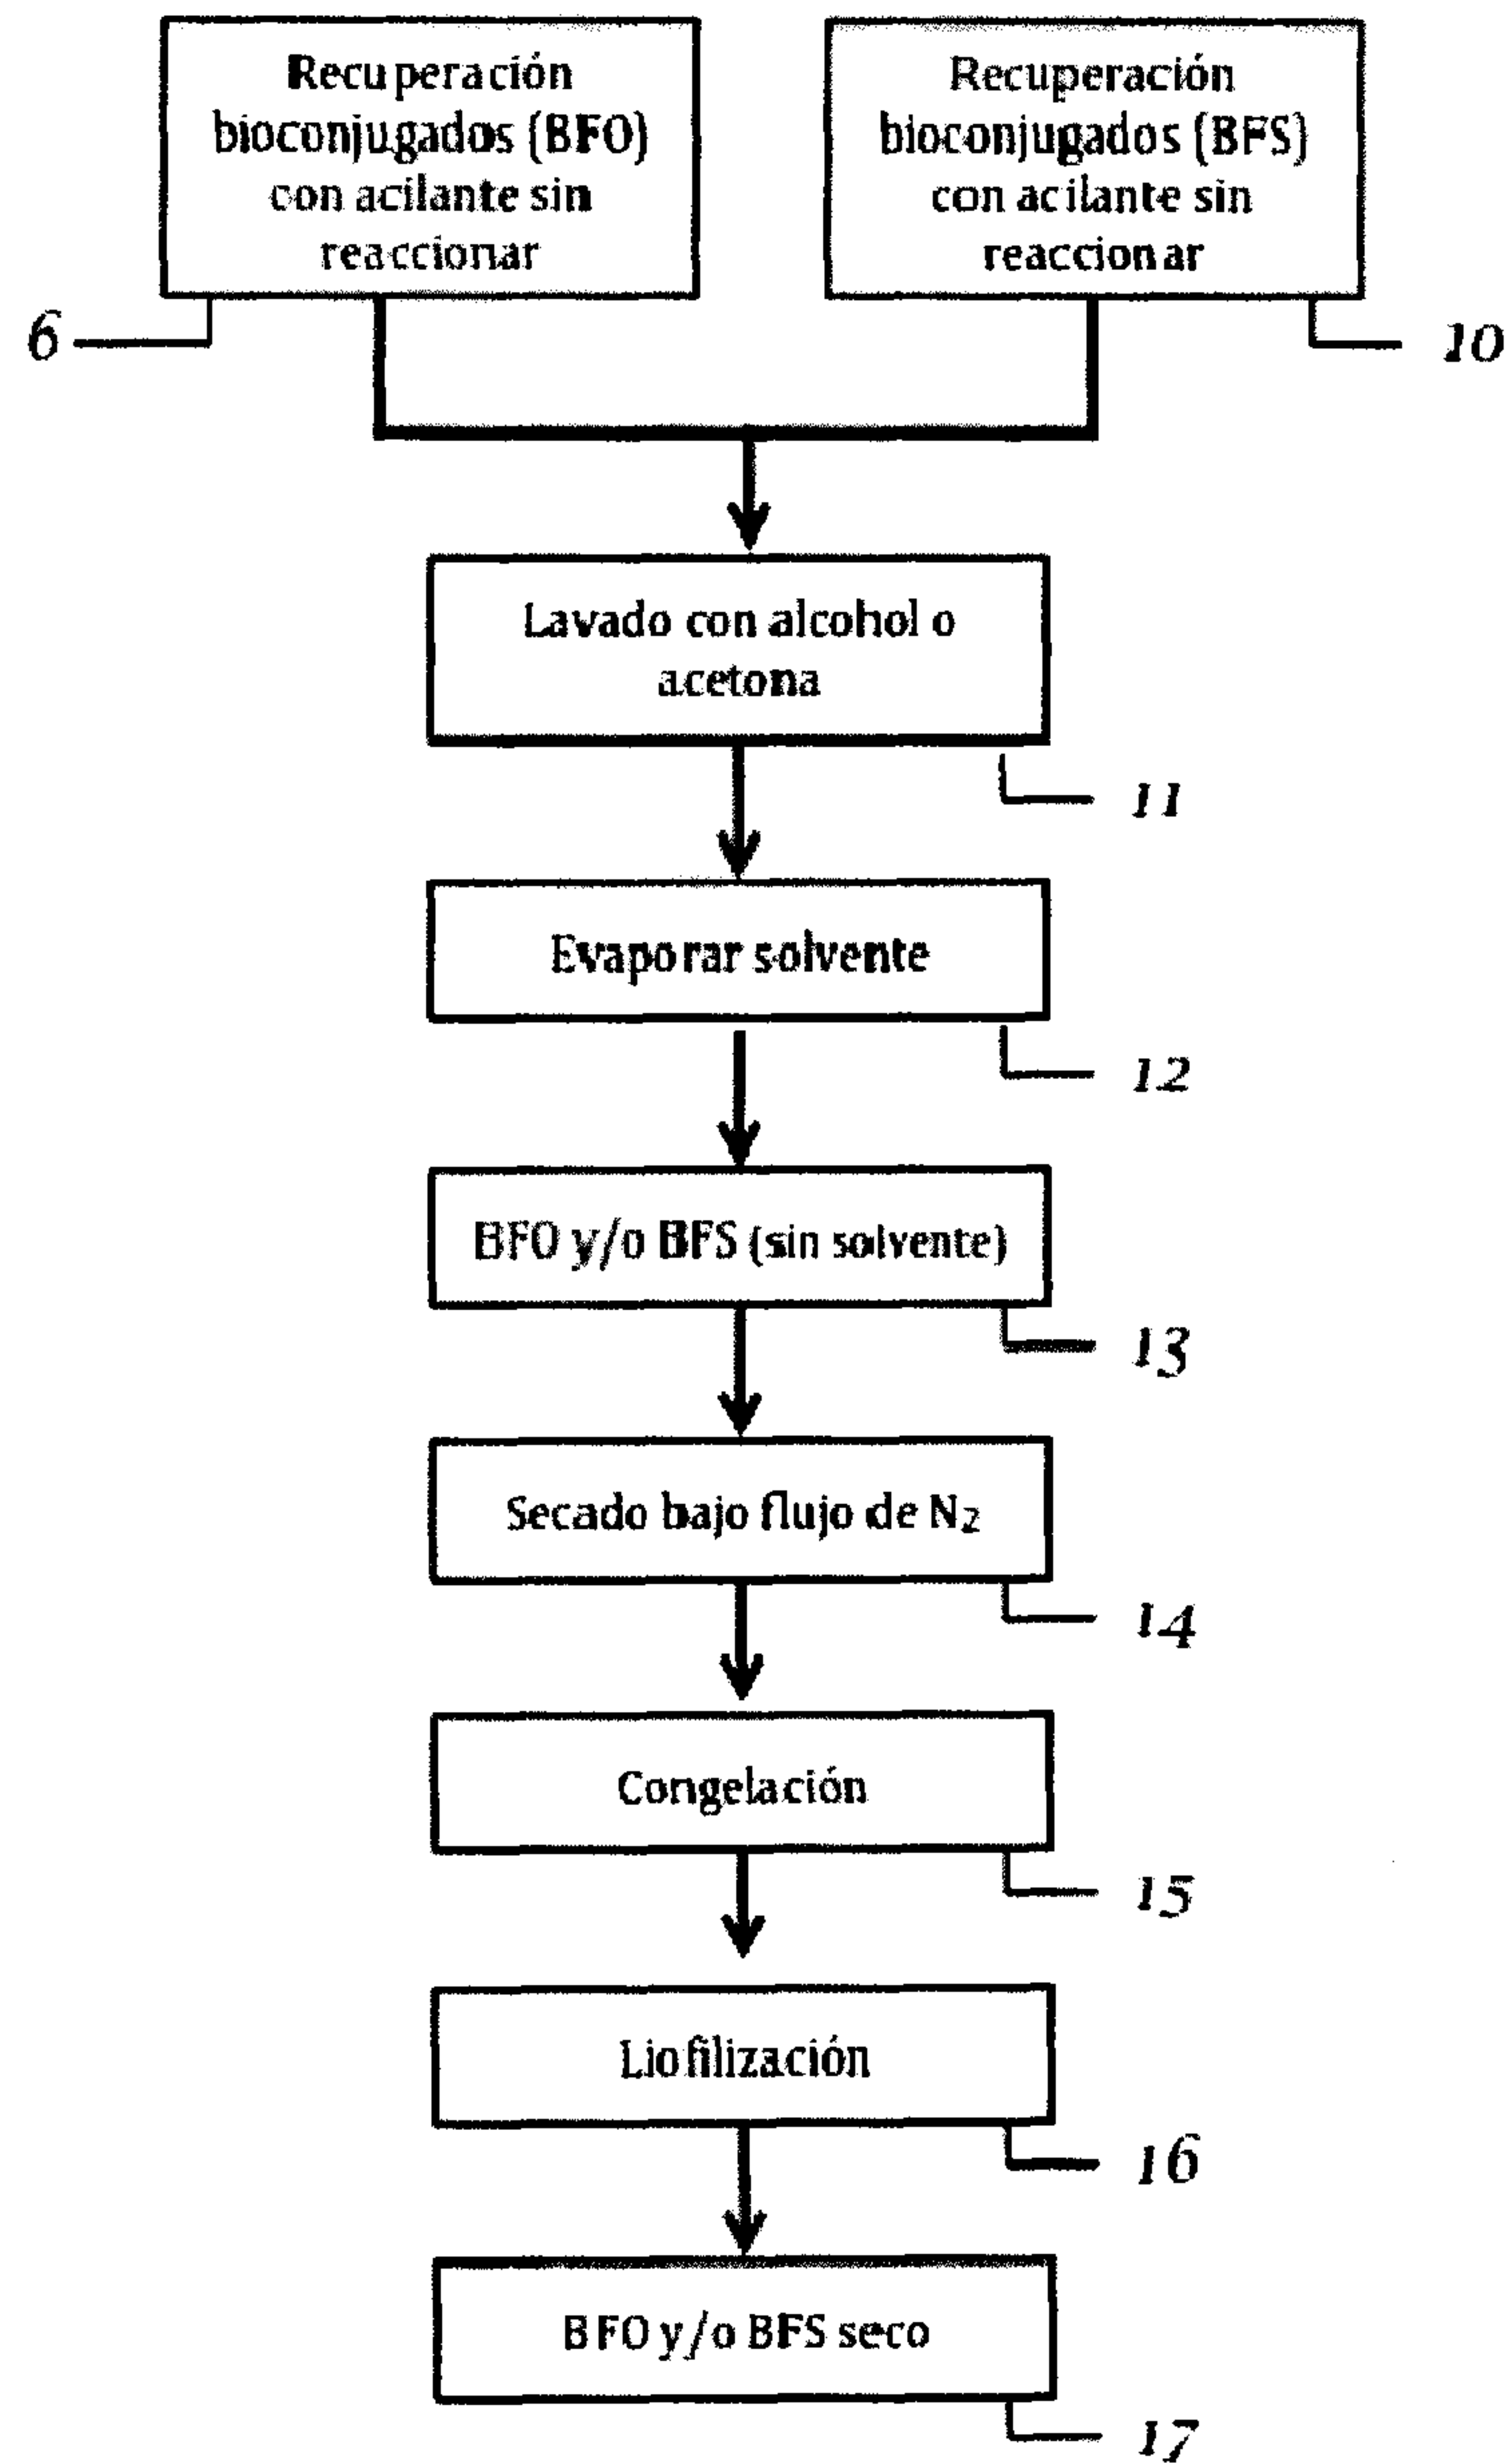 Recuperación
bioconjugados (BFO)
con acilante sin
reaccionar
Recuperación
bioconjugados (BFS)
con acilante sin
reaccionar
6
10
Lavado con alcohol o
acetona
11
Evaporar solvente
12
BFO y/o BFS (sin solvente)
13
Secado bajo flujo de N₂
14
Congelación
15
Liofilización
16
BFO y/o BFS seco
17